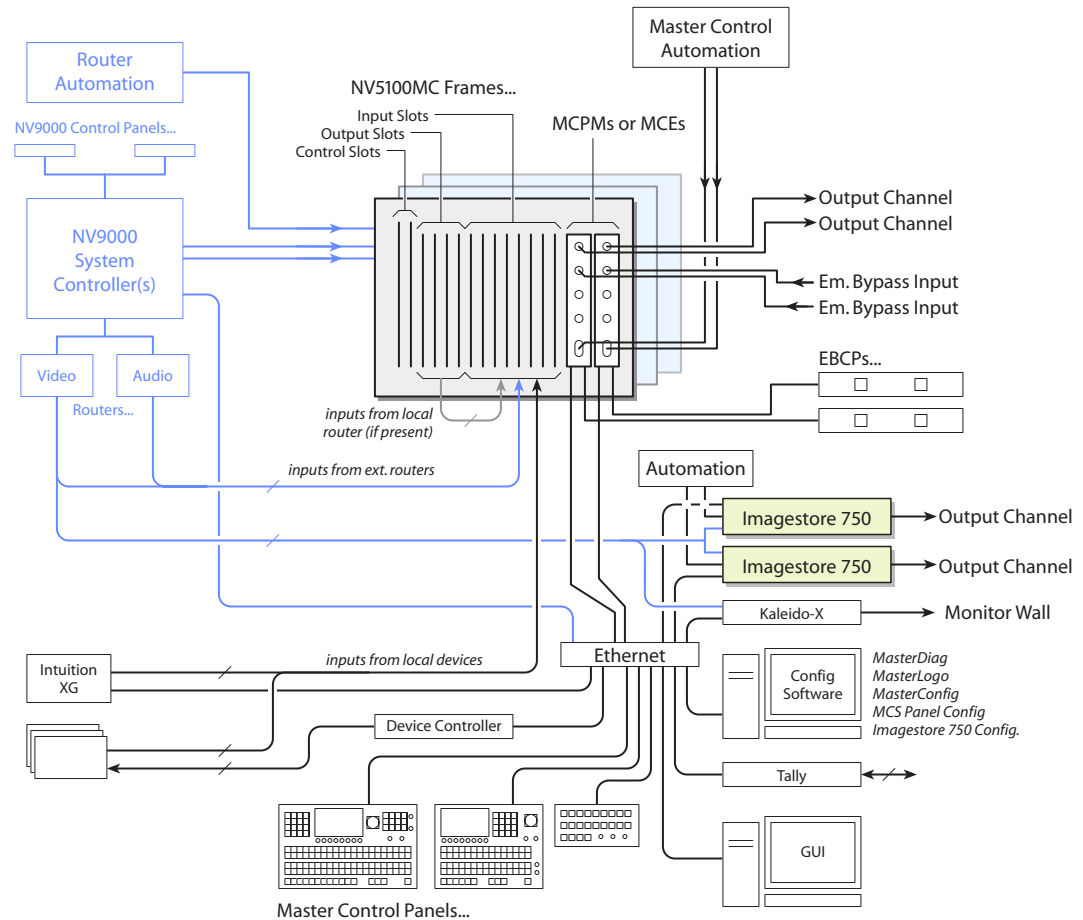 Router
Automation
NV9000 Control Panels...
NV9000
System
Controller(s)
Video
Audio
Routers...
Master Control
Automation
NV5100MC Frames...
Input Slots
Output Slots
Control Slots
MCPMs or MCEs
Output Channel
Output Channel
Em. Bypass Input
Em. Bypass Input
EBCPs...
inputs from local
router (if present)
inputs from ext. routers
Automation
Imagestore 750
Output Channel
Imagestore 750
Output Channel
Kaleido-X
Monitor Wall
Ethernet
inputs from local devices
Intuition
XG
Device Controller
Config
Software
MasterDiag
MasterLogo
MasterConfig
MCS Panel Config
Imagestore 750 Config.
Tally
GUI
Master Control Panels...